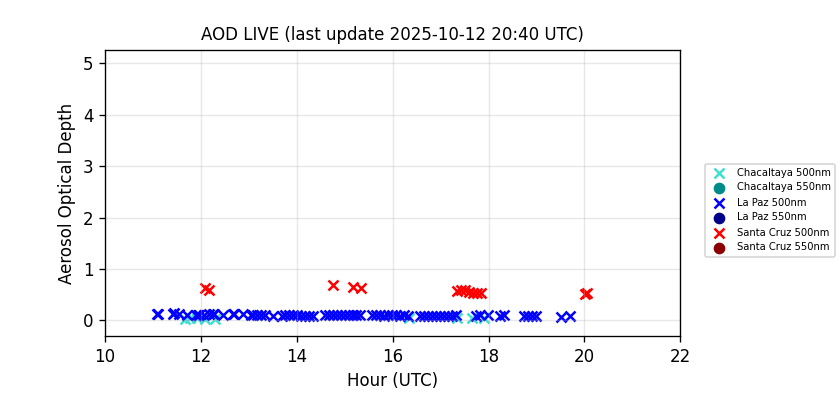 AOD LIVE (last update 2025-10-12 20:40 UTC)
Aerosol Optical Depth
5
4
3
2
1
0
10 12 14 16 18 20 22
Hour (UTC)
Chacaltaya 500nm
Chacaltaya 550nm
La Paz 500nm
La Paz 550nm
Santa Cruz 500nm
Santa Cruz 550nm